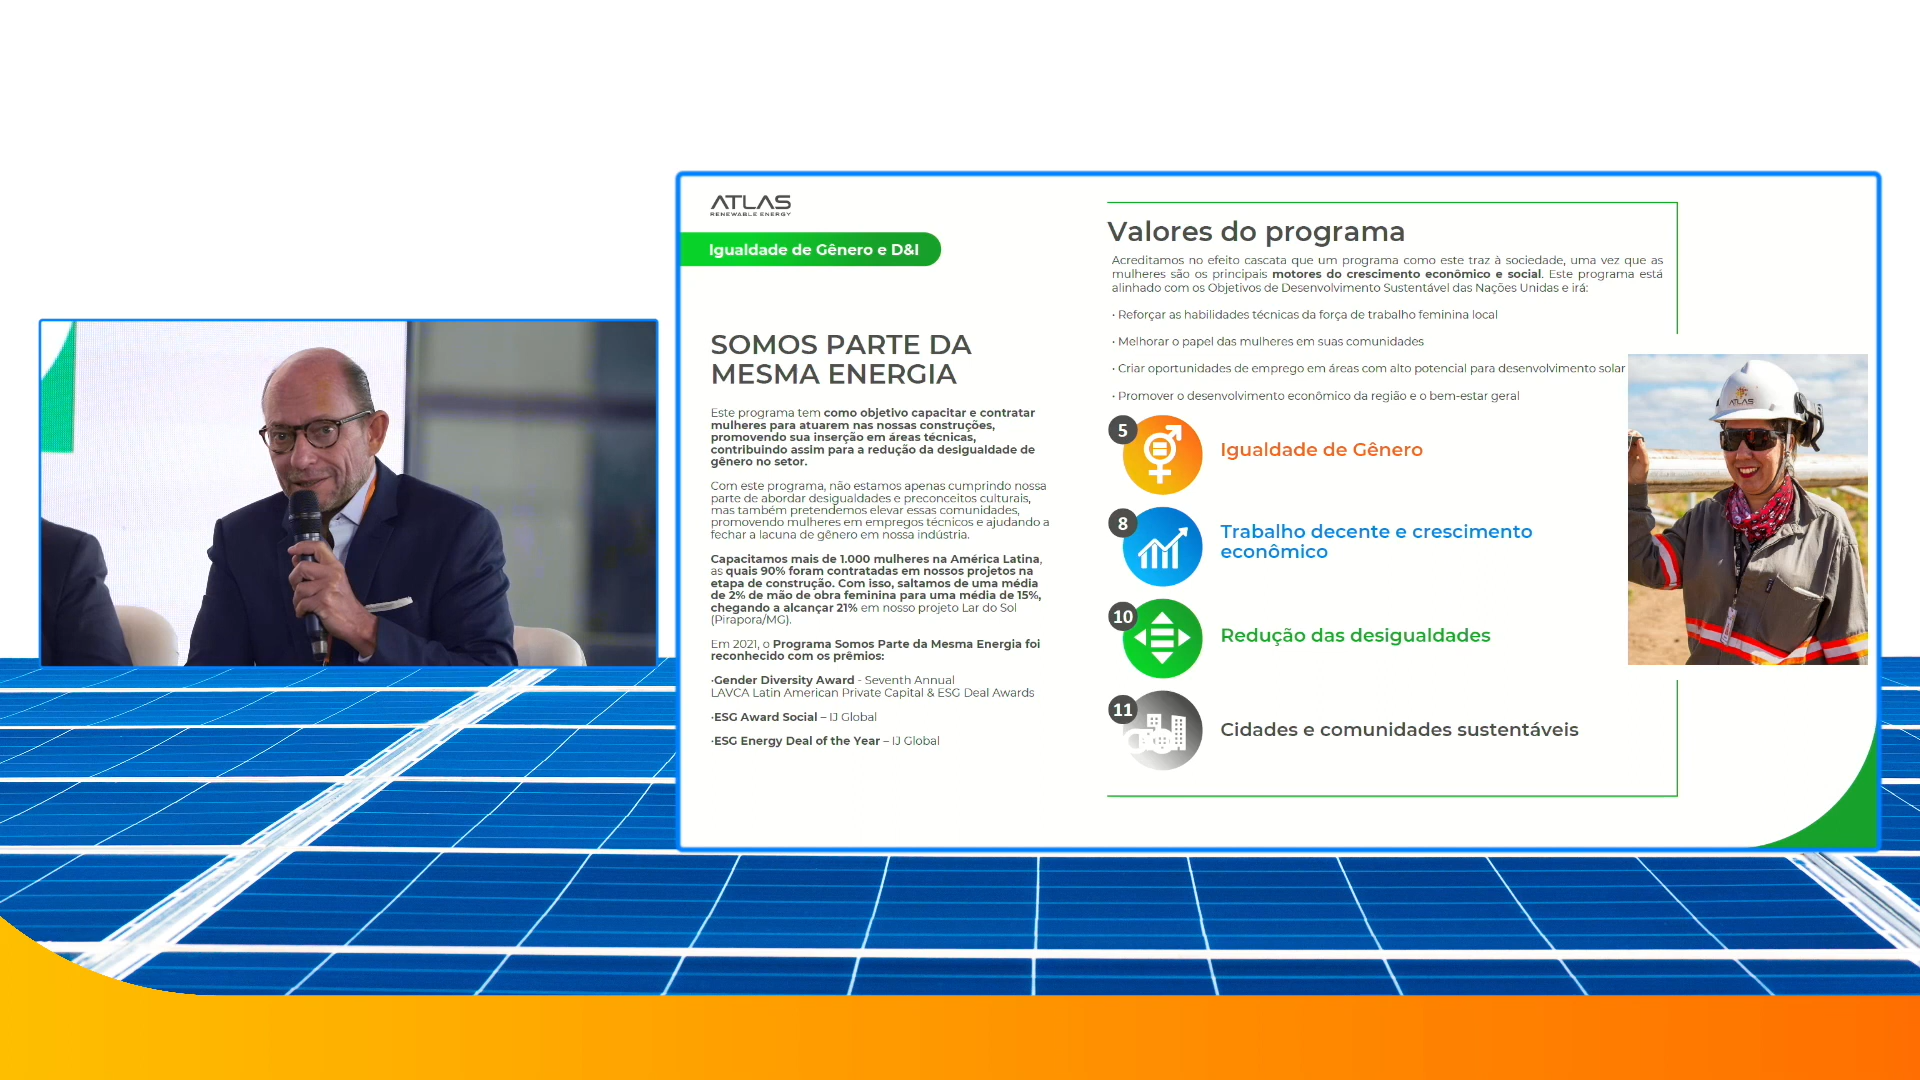 ATLAS
RENEWABLE ENERGY
Igualdade de Gênero e D&I
SOMOS PARTE DA
MESMA ENERGIA
Este programa tem como objetivo capacitar e contratar
mulheres para atuarem nas nossas construções,
promovendo sua inserção em áreas técnicas,
contribuindo assim para a redução da desigualdade de
gênero no setor.
Com este programa, não estamos apenas cumprindo nossa
parte de abordar desigualdades e preconceitos culturais,
mas também pretendemos elevar essas comunidades,
promovendo mulheres em empregos técnicos e ajudando a
fechar a lacuna de gênero em nossa indústria.
Capacitamos mais de 1.000 mulheres na América Latina,
as quais 90% foram contratadas em nossos projetos na
etapa de construção. Com isso, saltamos de uma média
de 2% de mão de obra feminina para uma média de 15%,
chegando a alcançar 21% em nosso projeto Lar do Sol
(Pirapora/MG).
Em 2021, o Programa Somos Parte da Mesma Energia foi
reconhecido com os prêmios:
·Gender Diversity Award - Seventh Annual
LAVCA Latin American Private Capital & ESG Deal Awards
·ESG Award Social – IJ Global
·ESG Energy Deal of the Year – IJ Global
Valores do programa
Acreditamos no efeito cascata que um programa como este traz à sociedade, uma vez que as
mulheres são os principais motores do crescimento econômico e social. Este programa está
alinhado com os Objetivos de Desenvolvimento Sustentável das Nações Unidas e irá:
· Reforçar as habilidades técnicas da força de trabalho feminina local
· Melhorar o papel das mulheres em suas comunidades
· Criar oportunidades de emprego em áreas com alto potencial para desenvolvimento solar
· Promover o desenvolvimento econômico da região e o bem-estar geral
5
Igualdade de Gênero
8
Trabalho decente e crescimento
econômico
10
Redução das desigualdades
11
Cidades e comunidades sustentáveis
ATLAS